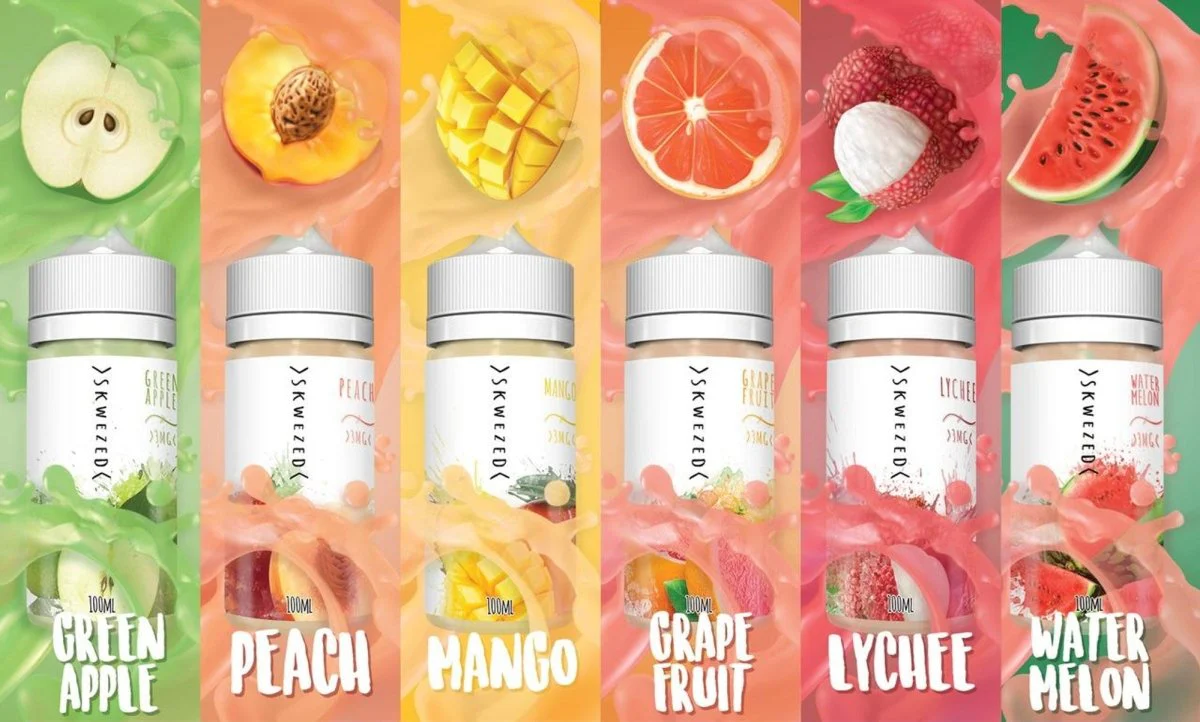 >SKWEZED<
GREEN
APPLE
>3MG<
100ML
GREEN
APPLE
>SKWEZED<
PEACH
>3MG<
100ML
PEACH
>SKWEZED<
MANGO
>3MG<
100ML
MANGO
>SKWEZED<
GRAPE
FRUIT
>3MG<
100ML
GRAPE
FRUIT
>SKWEZED<
LYCHEE
>3MG<
100ML
LYCHEE
>SKWEZED<
WATER
MELON
>3MG<
100ML
WATER
MELON